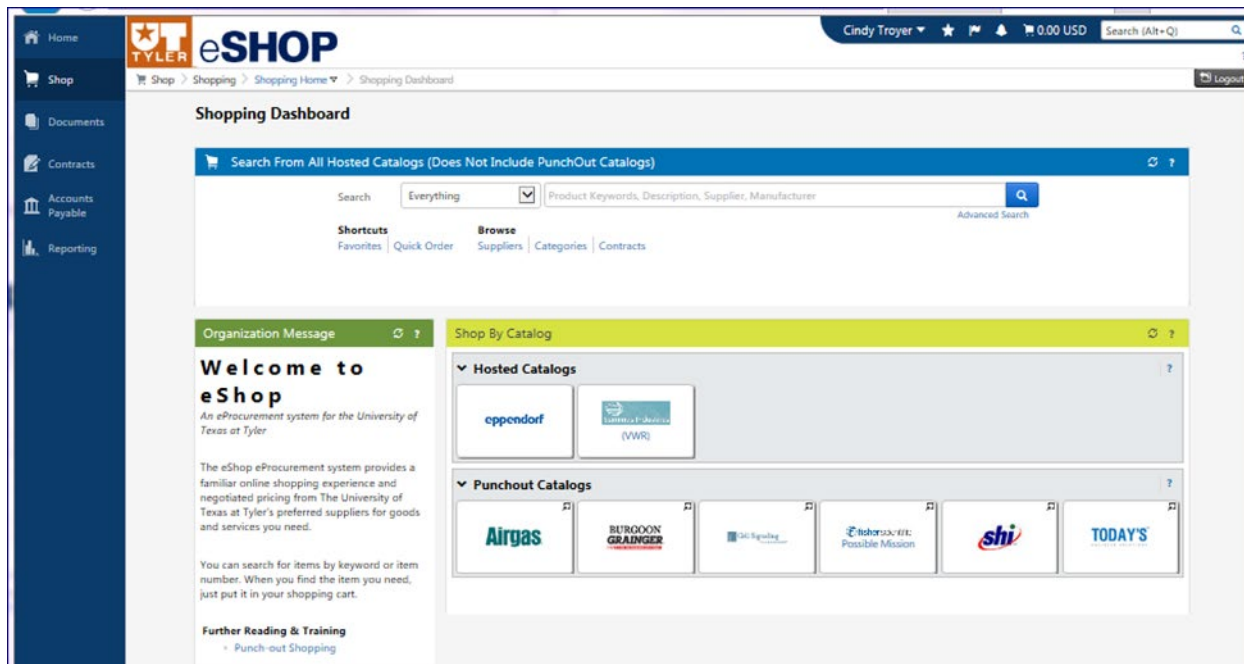 Home
Shop
Documents
Contracts
Accounts
Payable
Reporting
UT
TYLER
eSHOP
Cindy Troyer
0.00 USD
Search (Alt+Q)
Shop > Shopping > Shopping Home > Shopping Dashboard
Logout
Shopping Dashboard
Search From All Hosted Catalogs (Does Not Include PunchOut Catalogs)
?
Search
Everything
Product Keywords, Description, Supplier, Manufacturer
Advanced Search
Shortcuts
Favorites | Quick Order
Browse
Suppliers | Categories | Contracts
Organization Message
?
Welcome to
eShop
An eProcurement system for the University of
Texas at Tyler
The eShop eProcurement system provides a
familiar online shopping experience and
negotiated pricing from The University of
Texas at Tyler's preferred suppliers for goods
and services you need.
You can search for items by keyword or item
number. When you find the item you need,
just put it in your shopping cart.
Further Reading & Training
Punch-out Shopping
Shop By Catalog
?
Hosted Catalogs
?
eppendorf
(VWR)
Punchout Catalogs
?
Airgas
BURGOON
GRAINGER
Cell Signaling
fisher scientific
Possible Mission
shi
TODAY'S